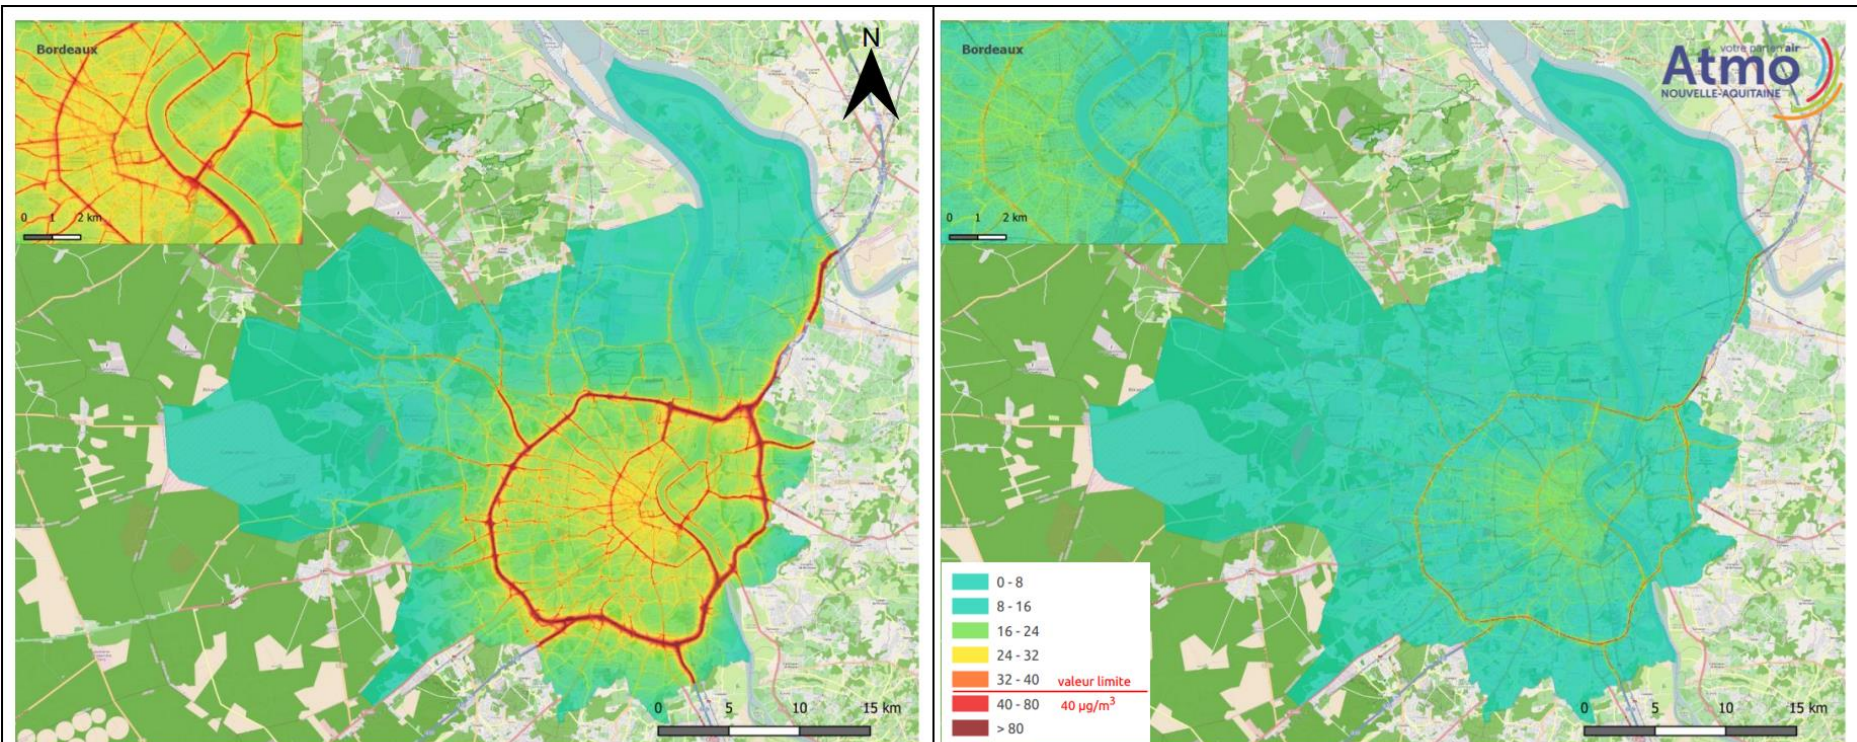 Bordeaux
0 1 2 km
N
0 5 10 15 km
Bordeaux
0 1 2 km
votre parten'air
Atmo
NOUVELLE-AQUITAINE
0 - 8
8 - 16
16 - 24
24 - 32
32 - 40 valeur limite
40 - 80 40 µg/m³
> 80
0 5 10 15 km